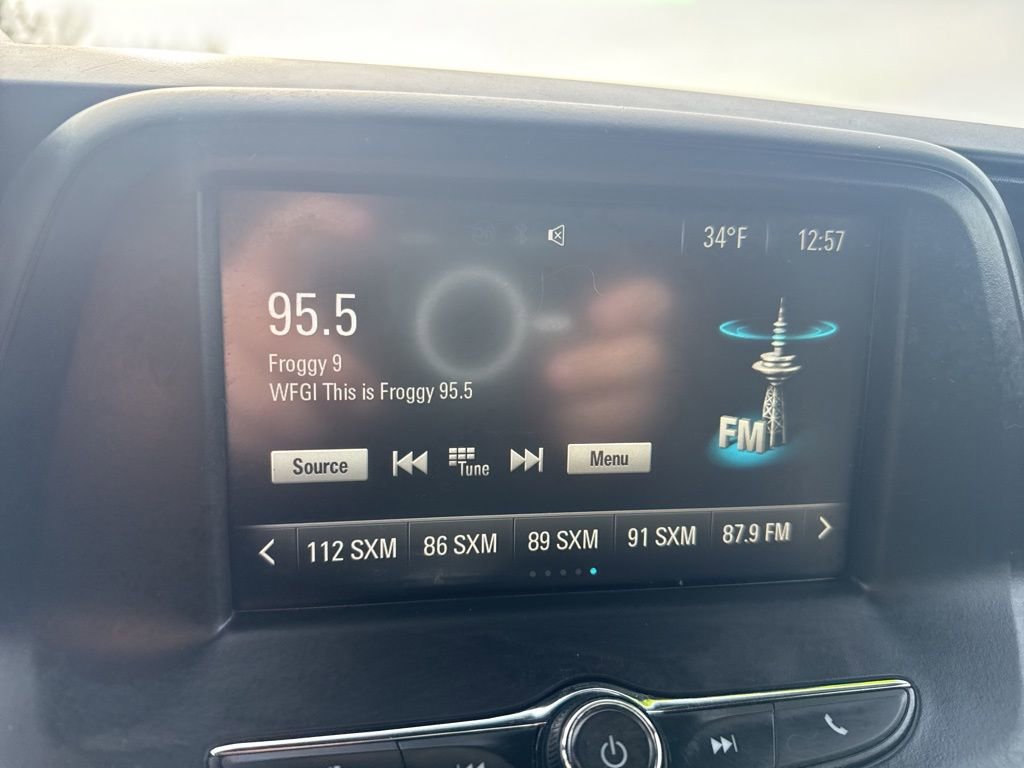 34°F 12:57
95.5
Froggy 9
WFGI This is Froggy 95.5
FM
Source Tune Menu
112 SXM 86 SXM 89 SXM 91 SXM 87.9 FM